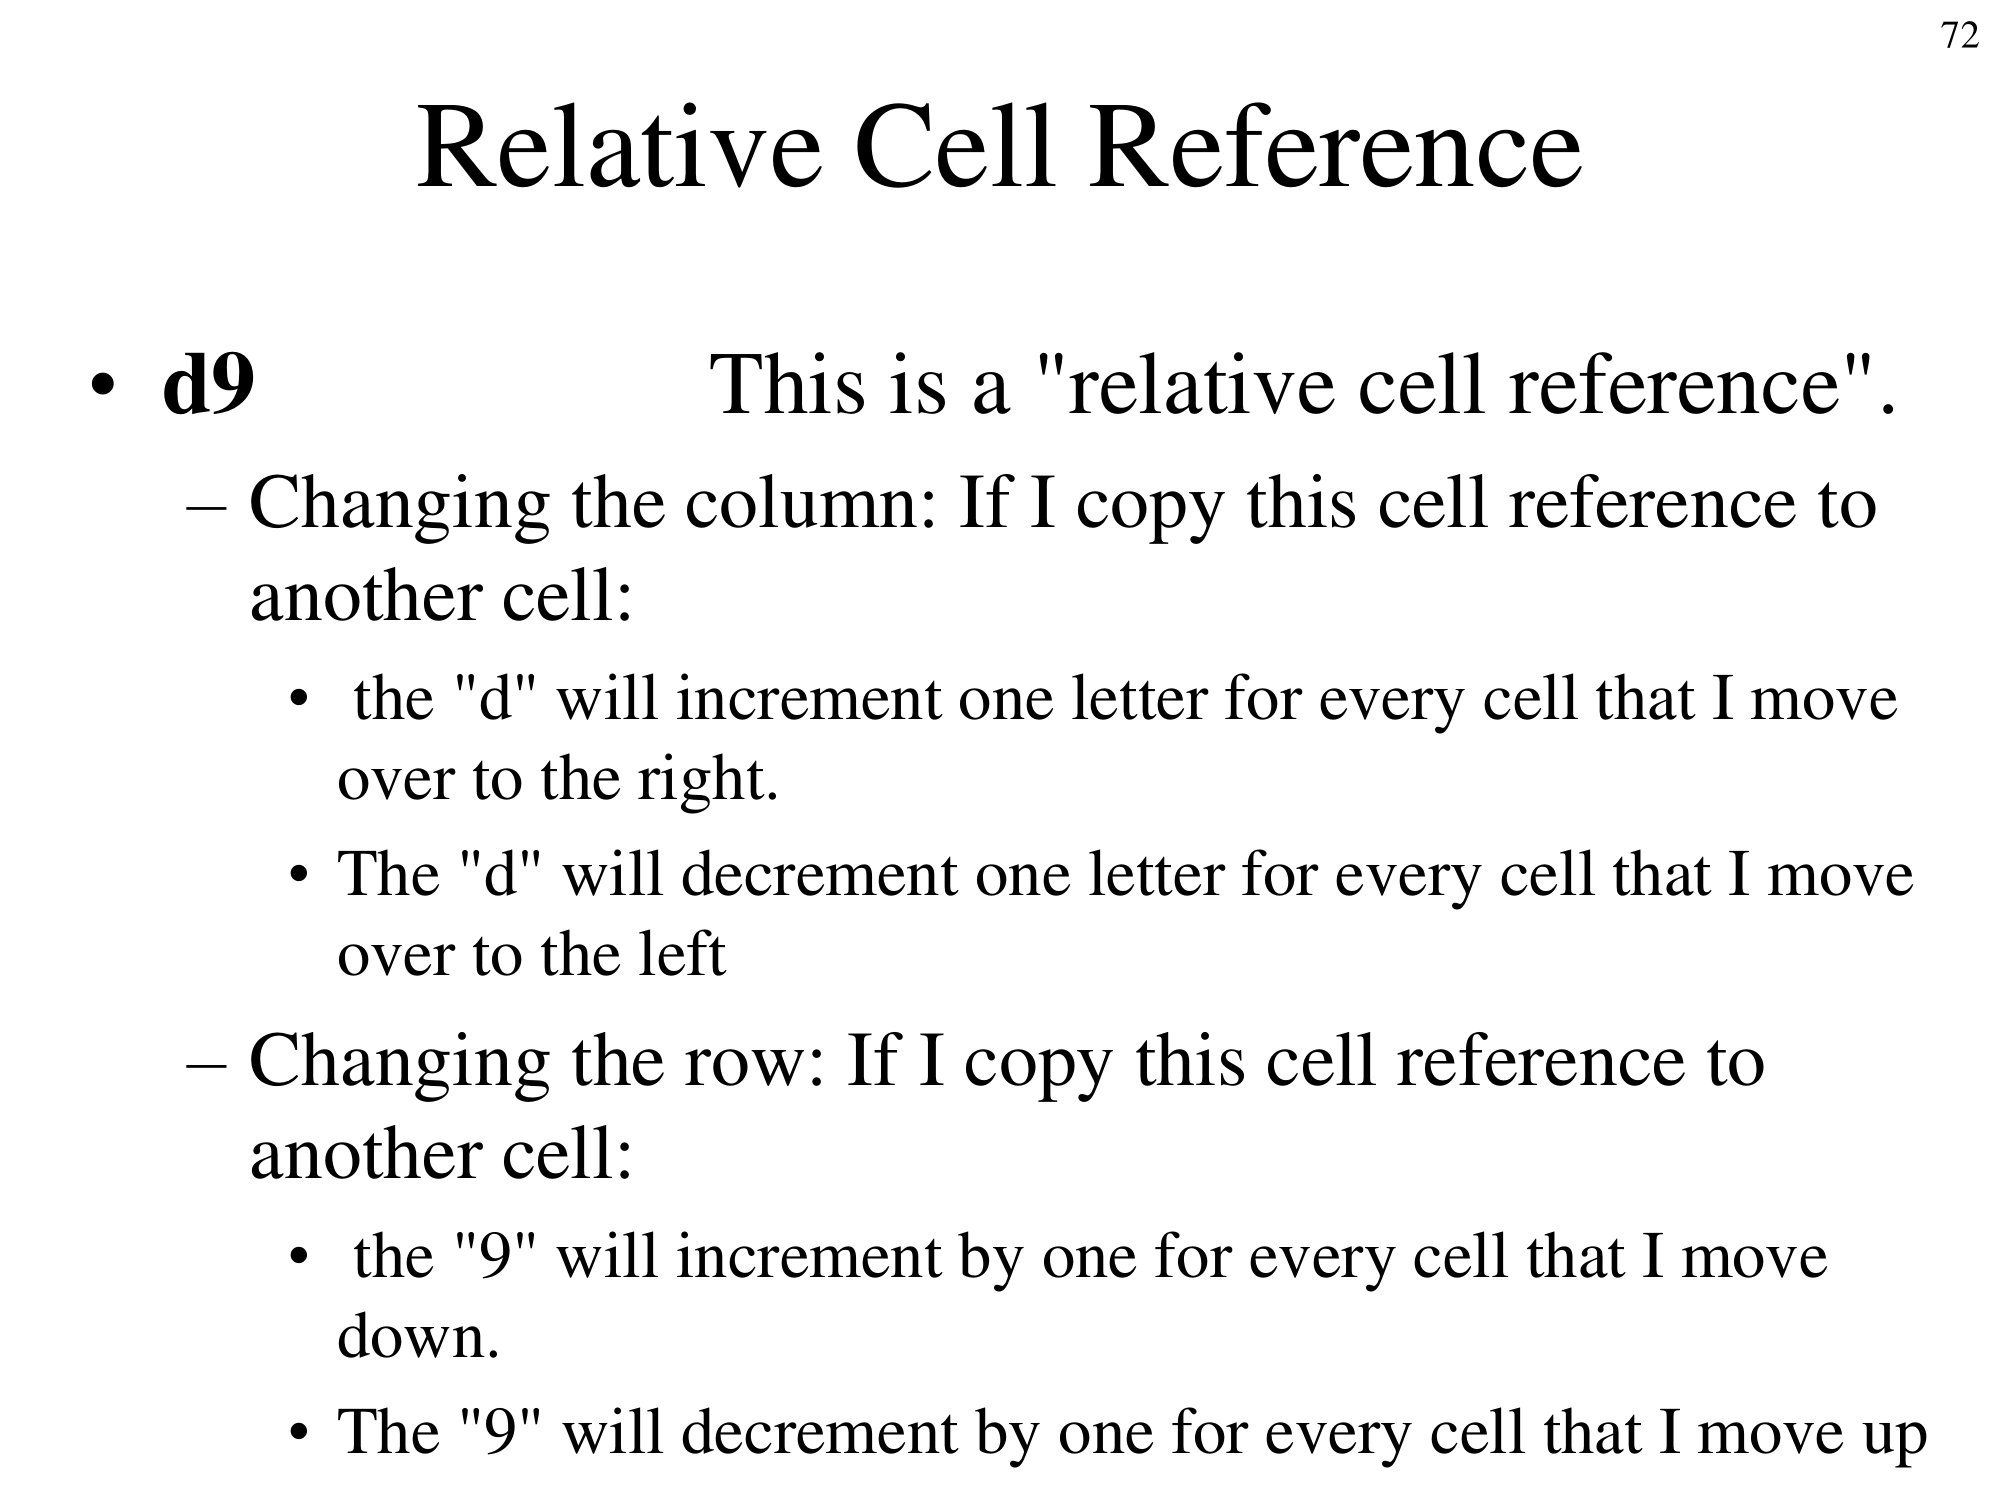 72
Relative Cell Reference
• d9 This is a "relative cell reference".
– Changing the column: If I copy this cell reference to
another cell:
• the "d" will increment one letter for every cell that I move
over to the right.
• The "d" will decrement one letter for every cell that I move
over to the left
– Changing the row: If I copy this cell reference to
another cell:
• the "9" will increment by one for every cell that I move
down.
• The "9" will decrement by one for every cell that I move up